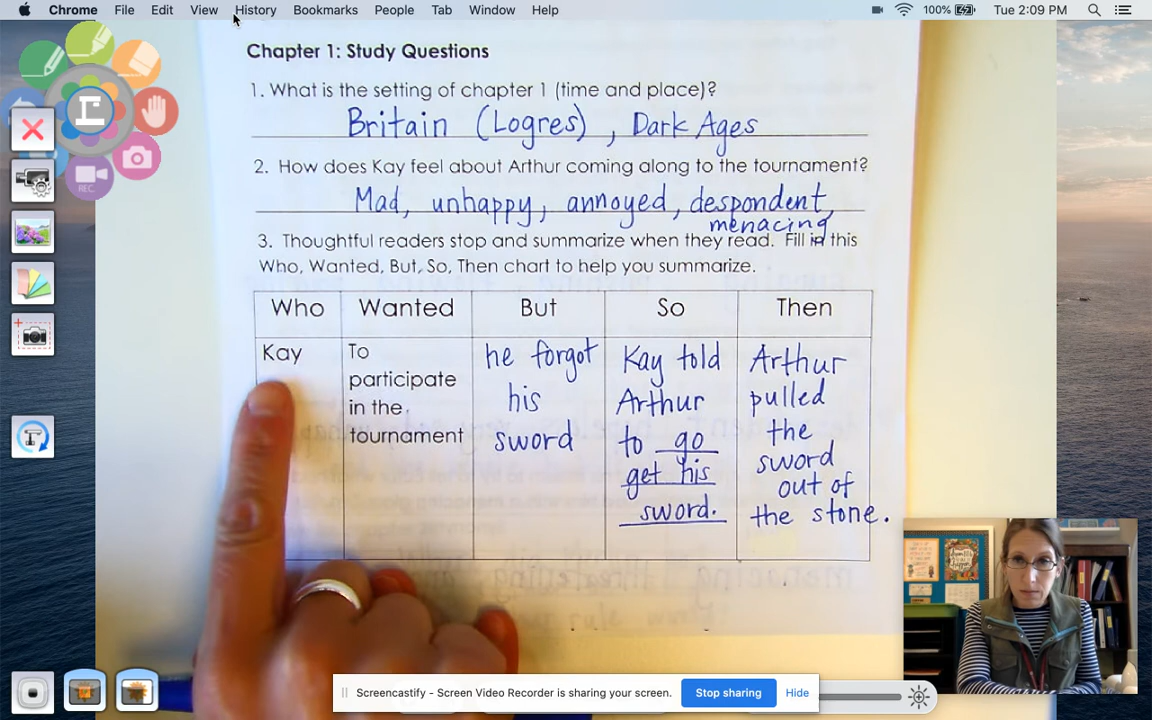 Chrome File Edit View History Bookmarks People Tab Window Help 100% Tue 2:09 PM
Chapter 1: Study Questions
1. What is the setting of chapter 1 (time and place)?
Britain (Logres), Dark Ages
2. How does Kay feel about Arthur coming along to the tournament?
Mad, unhappy, annoyed, despondent,
menacing
3. Thoughtful readers stop and summarize when they read. Fill in this
Who, Wanted, But, So, Then chart to help you summarize.
Who Wanted But So Then
Kay
To
participate
in the
tournament
he forgot
his
sword
Kay told
Arthur
to go
get his
sword.
Arthur
pulled
the
sword
out of
the stone.
REC
Screencastify - Screen Video Recorder is sharing your screen. Stop sharing Hide